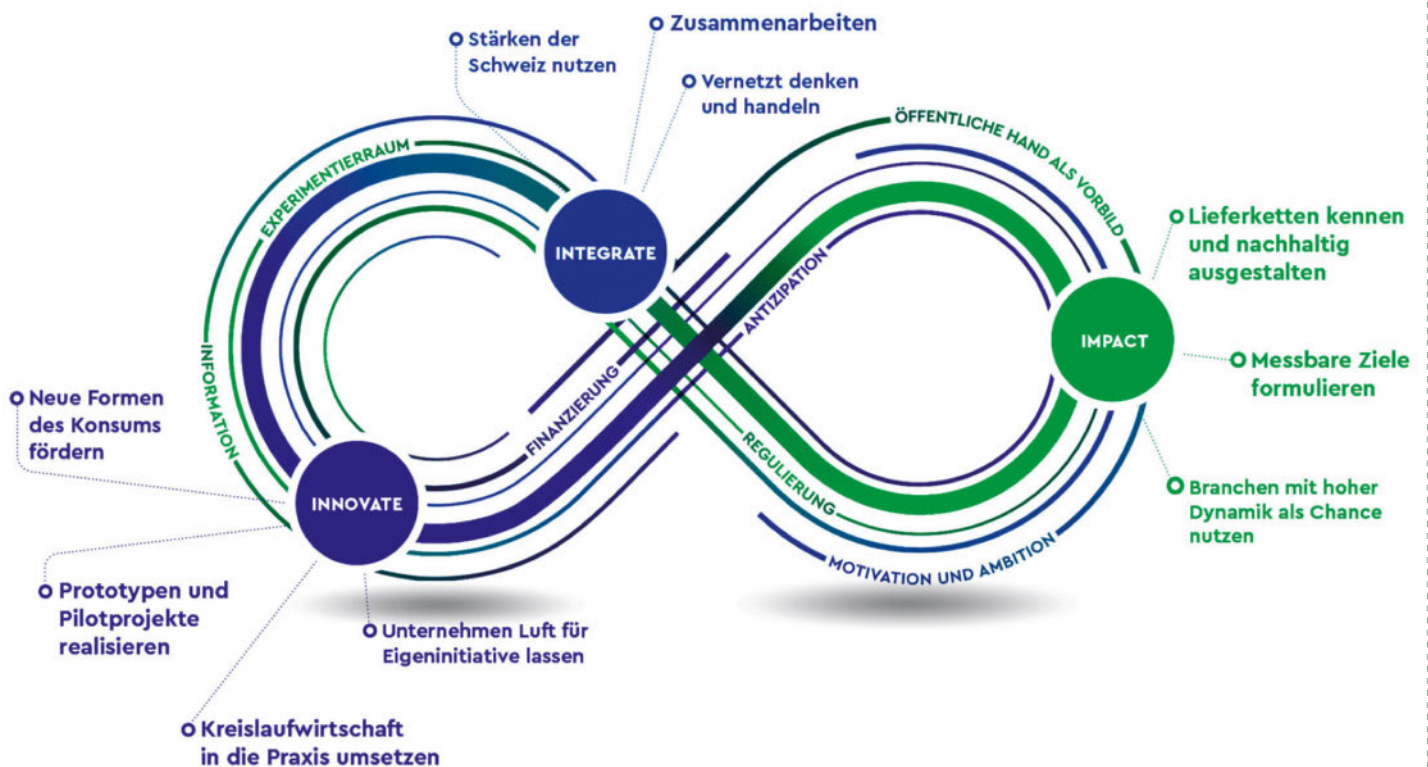 Zusammenarbeiten
Stärken der
Schweiz nutzen
Vernetzt denken
und handeln
EXPERIMENTIERRAUM
INFORMATION
INTEGRATE
ÖFFENTLICHE HAND ALS VORBILD
Lieferketten kennen
und nachhaltig
ausgestalten
ANTIZIPATION
IMPACT
Messbare Ziele
formulieren
Neue Formen
des Konsums
fördern
FINANZIERUNG
REGULIERUNG
INNOVATE
Branchen mit hoher
Dynamik als Chance
nutzen
MOTIVATION UND AMBITION
Prototypen und
Pilotprojekte
realisieren
Unternehmen Luft für
Eigeninitiative lassen
Kreislaufwirtschaft
in die Praxis umsetzen